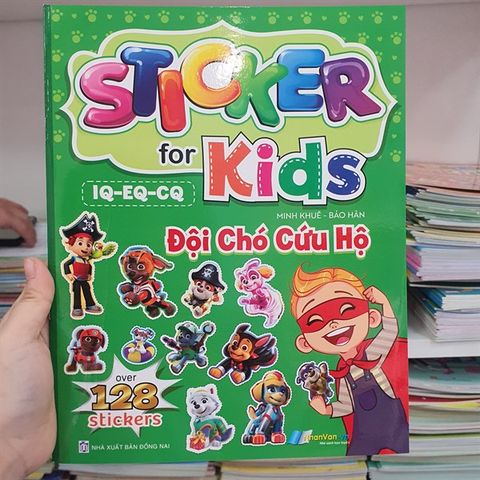 STICKER
for Kids
IQ-EQ-CQ
MINH KHUÊ - BẢO HÂN
Đội Chó Cứu Hộ
over
128
stickers
NHÀ XUẤT BẢN ĐỒNG NAI